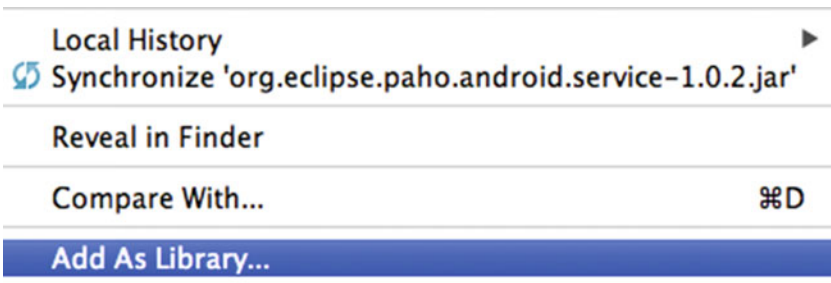 Local History
Synchronize 'org.eclipse.paho.android.service-1.0.2.jar'
Reveal in Finder
Compare With... ⌘D
Add As Library...